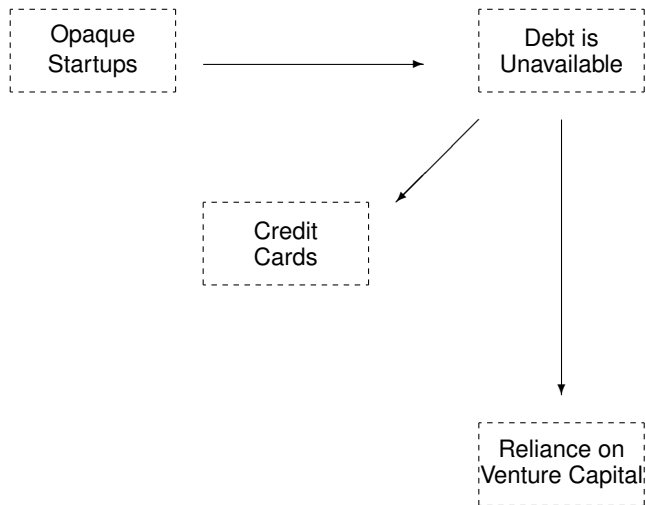 Opaque
Startups
Debt is
Unavailable
Credit
Cards
Reliance on
Venture Capital